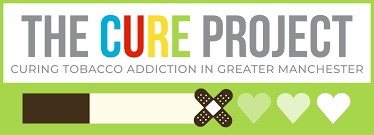 THE CURE PROJECT
CURING TOBACCO ADDICTION IN GREATER MANCHESTER